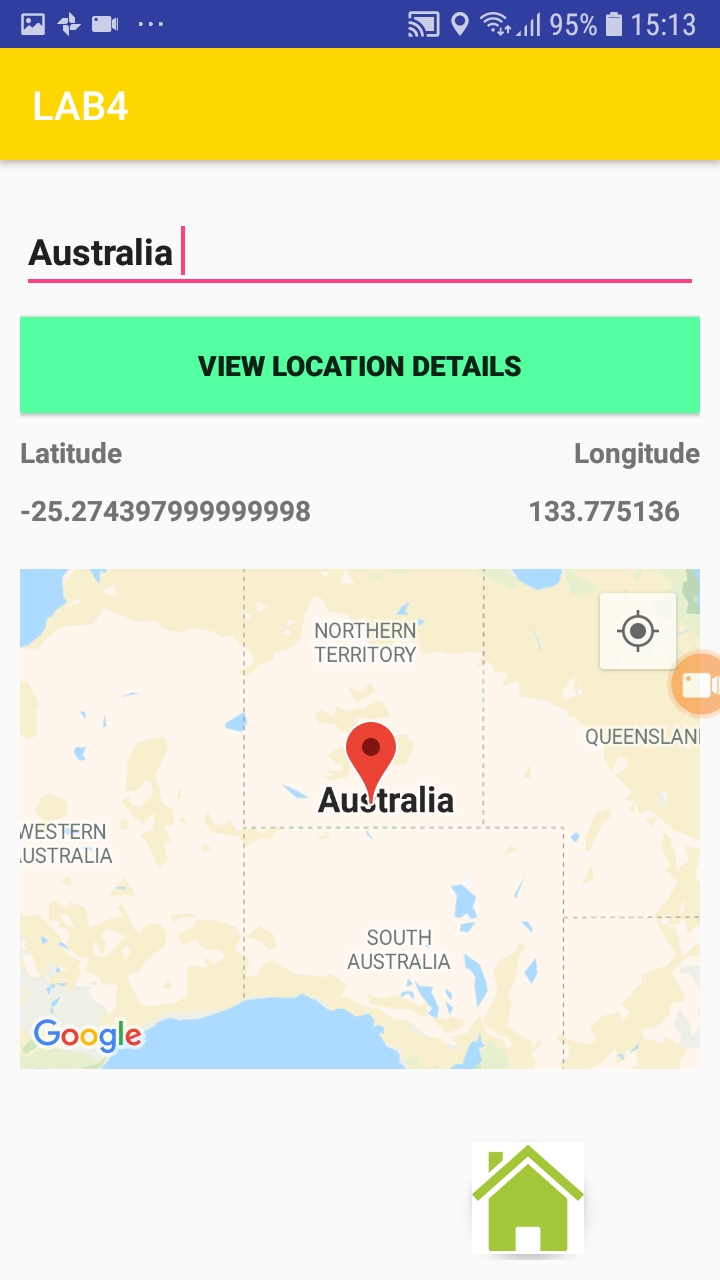 95% 15:13
LAB4
Australia
VIEW LOCATION DETAILS
Latitude Longitude
-25.274397999999998 133.775136
NORTHERN
TERRITORY
QUEENSLAN
Australia
WESTERN
AUSTRALIA
SOUTH
AUSTRALIA
Google